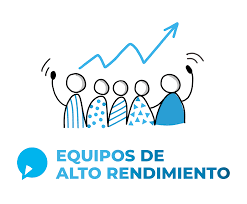 EQUIPOS DE
ALTO RENDIMIENTO